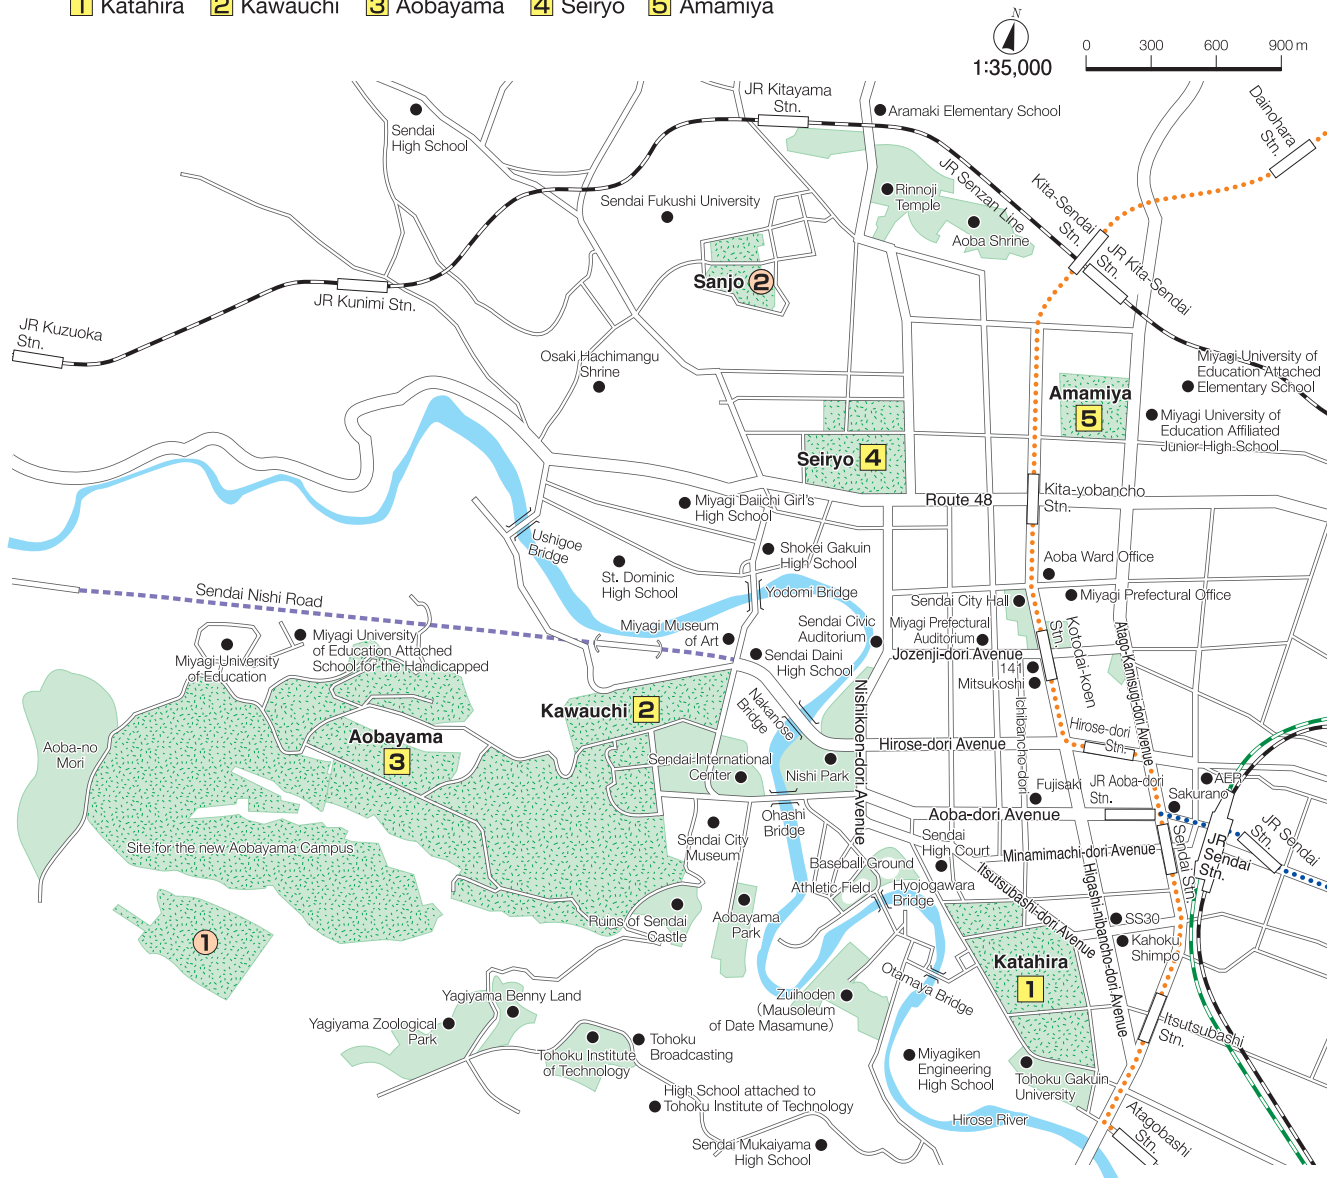 1 Katahira 2 Kawauchi 3 Aobayama 4 Seiryo 5 Amamiya
N
1:35,000
0 300 600 900 m
JR Kitayama
Stn.
Aramaki Elementary School
Dainohara
Stn.
Sendai
High School
JR Senzan Line
Kita-Sendai
Stn.
Rinnoji
Temple
Sendai Fukushi University
Aoba Shrine
JR Kita-Sendai
Stn.
Sanjo 2
JR Kunimi Stn.
JR Kuzuoka
Stn.
Osaki Hachimangu
Shrine
Miyagi University of
Education Attached
Elementary School
Amamiya
5
Miyagi University of
Education Affiliated
Junior High School
Seiryo 4
Route 48
Kita-yobancho
Stn.
Miyagi Daiichi Girl's
High School
Ushigoe
Bridge
Shokei Gakuin
High School
Aoba Ward Office
St. Dominic
High School
Yodomi Bridge
Sendai City Hall
Miyagi Prefectural Office
Sendai Nishi Road
Miyagi Museum
of Art
Sendai Civic
Auditorium
Miyagi Prefectural
Auditorium
Kotodai-koen
Stn.
Atago-Kamisugi-dori Avenue
Miyagi University
of Education Attached
School for the Handicapped
Miyagi University
of Education
Sendai Daini
High School
Jozenji-dori Avenue
141
Mitsukoshi
Kawauchi 2
Nakanose
Bridge
Nishikoen-dori Avenue
Ichibancho-dori
Hirose-dori
Stn.
Aobayama
3
Aoba-no
Mori
Hirose-dori Avenue
Sendai-International
Center
Nishi Park
Fujisaki
JR Aoba-dori
Stn.
AER
Sakurano
Ohashi
Bridge
Aoba-dori Avenue
Sendai City
Museum
Sendai
High Court
Sendai Stn.
JR
Sendai
Stn.
JR Sendai
Stn.
Site for the new Aobayama Campus
Minamimachi-dori Avenue
Baseball Ground
Athletic Field
Hyojogawara
Bridge
Itsutsubashi-dori Avenue
Higashi-nibancho-dori Avenue
Ruins of Sendai
Castle
Aobayama
Park
SS30
Kahoku
Shimpo
1
Katahira
1
Otamaya Bridge
Zuihoden
(Mausoleum
of Date Masamune)
Yagiyama Benny Land
Yagiyama Zoological
Park
Itsutsubashi
Stn.
Tohoku Institute
of Technology
Tohoku
Broadcasting
Miyagiken
Engineering
High School
Tohoku Gakuin
University
High School attached to
Tohoku Institute of Technology
Hirose River
Atagobashi
Stn.
Sendai Mukaiyama
High School